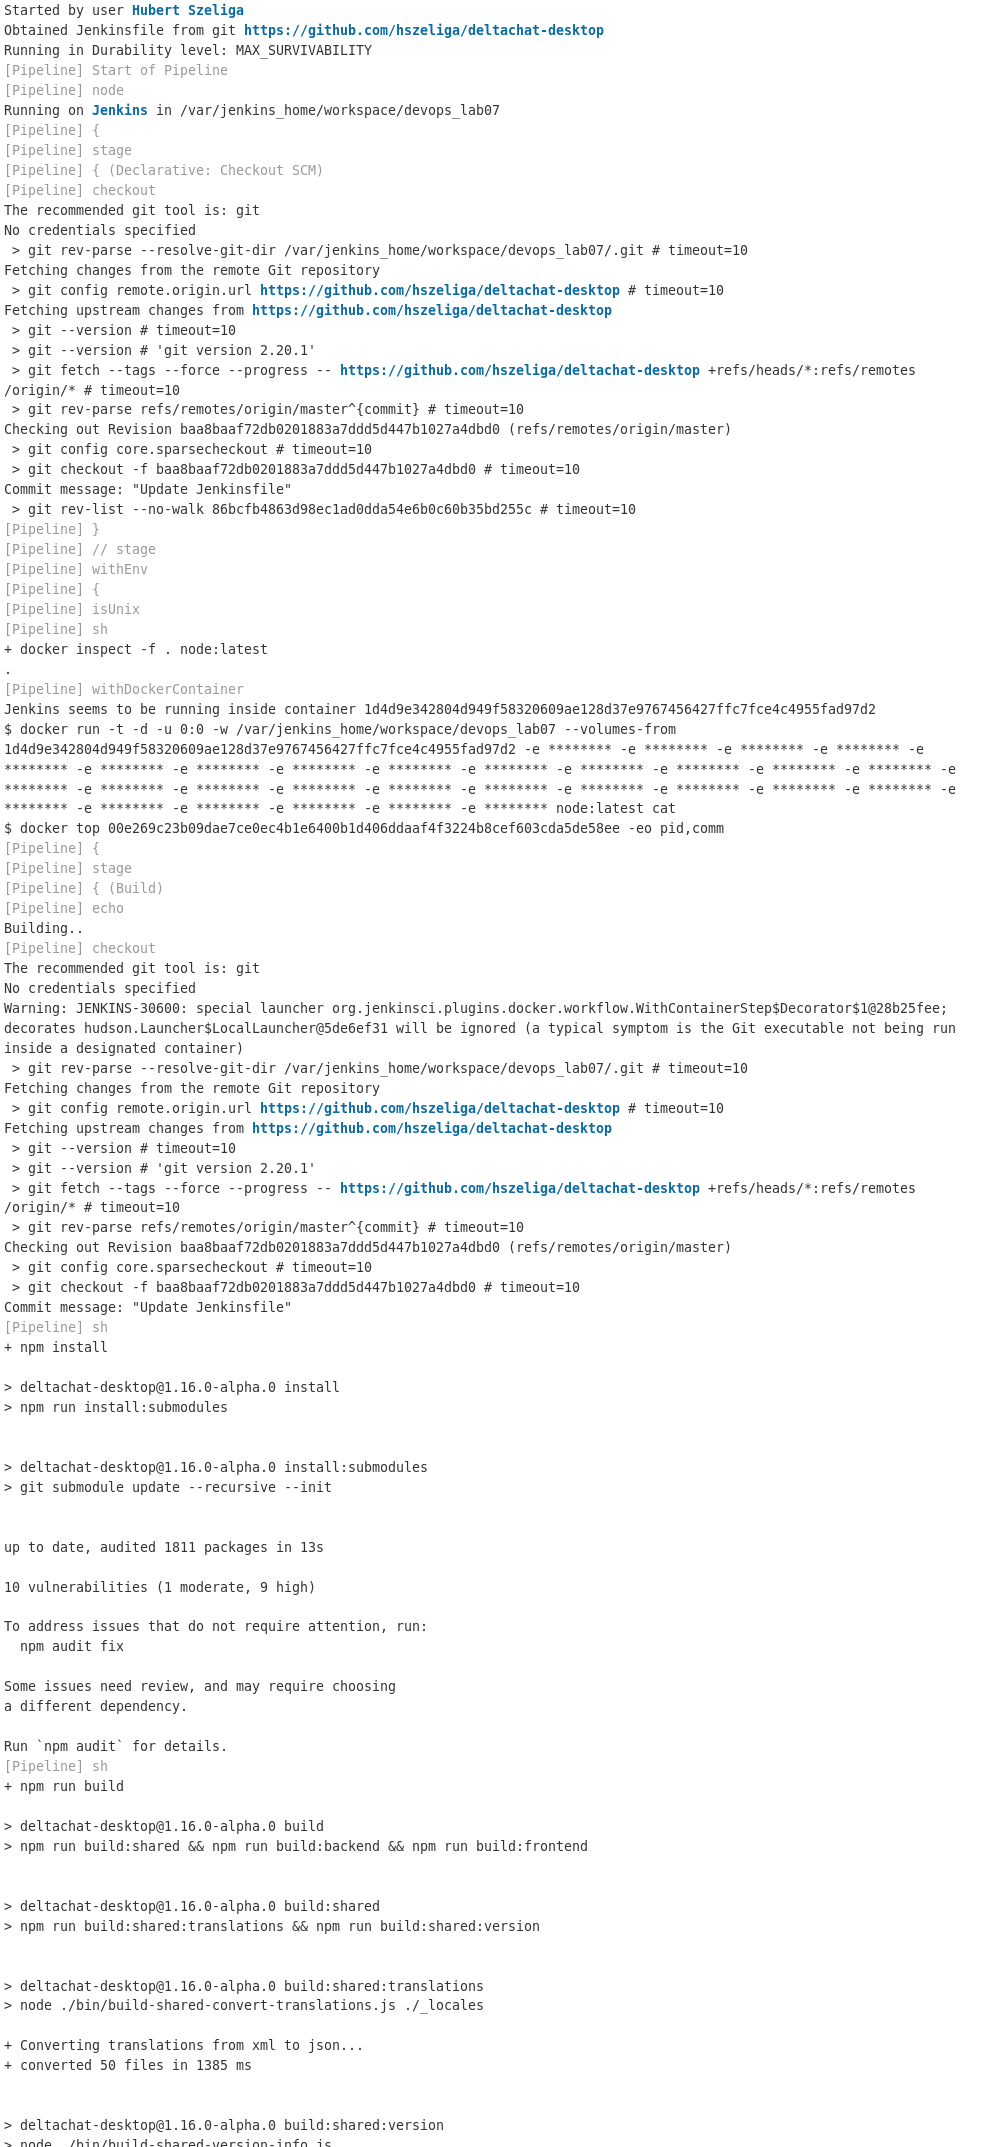 Started by user Hubert Szeliga
Obtained Jenkinsfile from git https://github.com/hszeliga/deltachat-desktop
Running in Durability level: MAX_SURVIVABILITY
[Pipeline] Start of Pipeline
[Pipeline] node
Running on Jenkins in /var/jenkins_home/workspace/devops_lab07
[Pipeline] {
[Pipeline] stage
[Pipeline] { (Declarative: Checkout SCM)
[Pipeline] checkout
The recommended git tool is: git
No credentials specified
 > git rev-parse --resolve-git-dir /var/jenkins_home/workspace/devops_lab07/.git # timeout=10
Fetching changes from the remote Git repository
 > git config remote.origin.url https://github.com/hszeliga/deltachat-desktop # timeout=10
Fetching upstream changes from https://github.com/hszeliga/deltachat-desktop
 > git --version # timeout=10
 > git --version # 'git version 2.20.1'
 > git fetch --tags --force --progress -- https://github.com/hszeliga/deltachat-desktop +refs/heads/*:refs/remotes
/origin/* # timeout=10
 > git rev-parse refs/remotes/origin/master^{commit} # timeout=10
Checking out Revision baa8baaf72db0201883a7ddd5d447b1027a4dbd0 (refs/remotes/origin/master)
 > git config core.sparsecheckout # timeout=10
 > git checkout -f baa8baaf72db0201883a7ddd5d447b1027a4dbd0 # timeout=10
Commit message: "Update Jenkinsfile"
 > git rev-list --no-walk 86bcfb4863d98ec1ad0dda54e6b0c60b35bd255c # timeout=10
[Pipeline] }
[Pipeline] // stage
[Pipeline] withEnv
[Pipeline] {
[Pipeline] isUnix
[Pipeline] sh
+ docker inspect -f . node:latest
.
[Pipeline] withDockerContainer
Jenkins seems to be running inside container 1d4d9e342804d949f58320609ae128d37e9767456427ffc7fce4c4955fad97d2
$ docker run -t -d -u 0:0 -w /var/jenkins_home/workspace/devops_lab07 --volumes-from
1d4d9e342804d949f58320609ae128d37e9767456427ffc7fce4c4955fad97d2 -e ******** -e ******** -e ******** -e ******** -e
******** -e ******** -e ******** -e ******** -e ******** -e ******** -e ******** -e ******** -e ******** -e ******** -e
******** -e ******** -e ******** -e ******** -e ******** -e ******** -e ******** -e ******** -e ******** -e ******** -e
******** -e ******** -e ******** -e ******** -e ******** -e ******** node:latest cat
$ docker top 00e269c23b09dae7ce0ec4b1e6400b1d406ddaaf4f3224b8cef603cda5de58ee -eo pid,comm
[Pipeline] {
[Pipeline] stage
[Pipeline] { (Build)
[Pipeline] echo
Building..
[Pipeline] checkout
The recommended git tool is: git
No credentials specified
Warning: JENKINS-30600: special launcher org.jenkinsci.plugins.docker.workflow.WithContainerStep$Decorator$1@28b25fee;
decorates hudson.Launcher$LocalLauncher@5de6ef31 will be ignored (a typical symptom is the Git executable not being run
inside a designated container)
 > git rev-parse --resolve-git-dir /var/jenkins_home/workspace/devops_lab07/.git # timeout=10
Fetching changes from the remote Git repository
 > git config remote.origin.url https://github.com/hszeliga/deltachat-desktop # timeout=10
Fetching upstream changes from https://github.com/hszeliga/deltachat-desktop
 > git --version # timeout=10
 > git --version # 'git version 2.20.1'
 > git fetch --tags --force --progress -- https://github.com/hszeliga/deltachat-desktop +refs/heads/*:refs/remotes
/origin/* # timeout=10
 > git rev-parse refs/remotes/origin/master^{commit} # timeout=10
Checking out Revision baa8baaf72db0201883a7ddd5d447b1027a4dbd0 (refs/remotes/origin/master)
 > git config core.sparsecheckout # timeout=10
 > git checkout -f baa8baaf72db0201883a7ddd5d447b1027a4dbd0 # timeout=10
Commit message: "Update Jenkinsfile"
[Pipeline] sh
+ npm install

> deltachat-desktop@1.16.0-alpha.0 install
> npm run install:submodules


> deltachat-desktop@1.16.0-alpha.0 install:submodules
> git submodule update --recursive --init


up to date, audited 1811 packages in 13s

10 vulnerabilities (1 moderate, 9 high)

To address issues that do not require attention, run:
  npm audit fix

Some issues need review, and may require choosing
a different dependency.

Run `npm audit` for details.
[Pipeline] sh
+ npm run build

> deltachat-desktop@1.16.0-alpha.0 build
> npm run build:shared && npm run build:backend && npm run build:frontend


> deltachat-desktop@1.16.0-alpha.0 build:shared
> npm run build:shared:translations && npm run build:shared:version


> deltachat-desktop@1.16.0-alpha.0 build:shared:translations
> node ./bin/build-shared-convert-translations.js ./_locales

+ Converting translations from xml to json...
+ converted 50 files in 1385 ms


> deltachat-desktop@1.16.0-alpha.0 build:shared:version
> node ./bin/build-shared-version-info.js